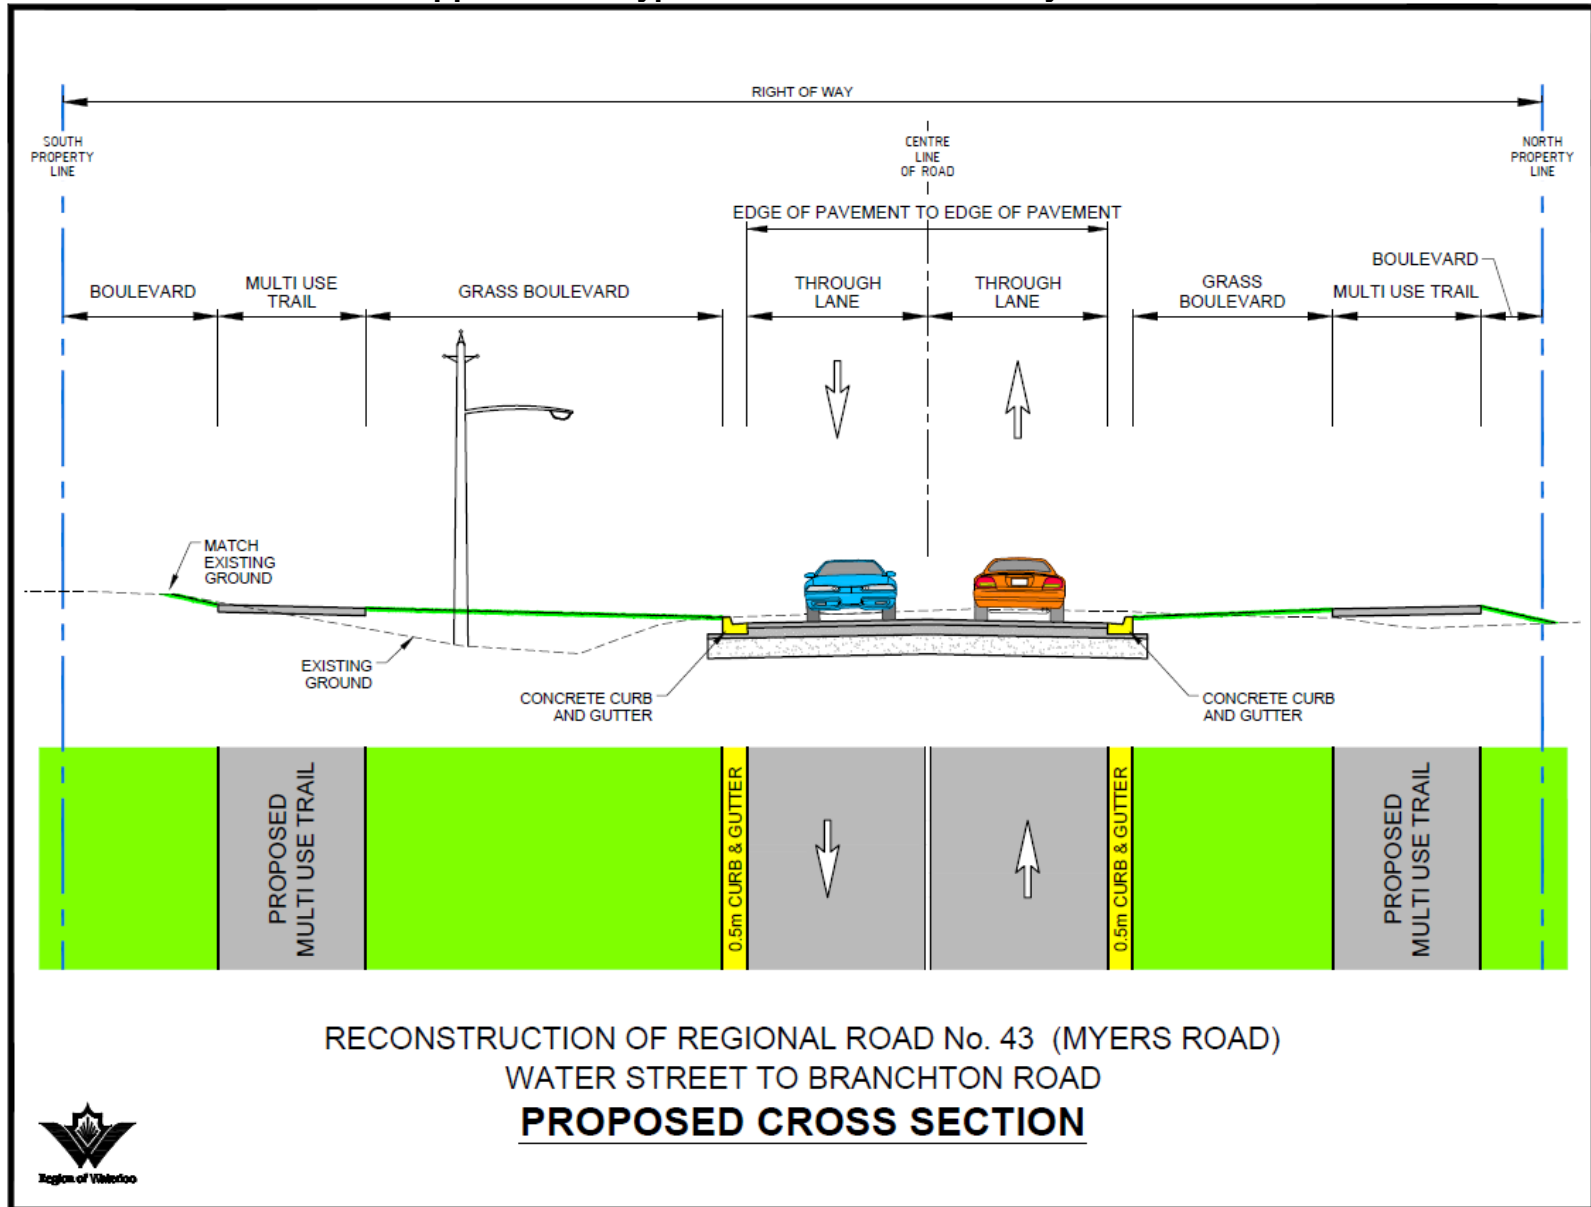 RIGHT OF WAY
SOUTH
PROPERTY
LINE
CENTRE
LINE
OF ROAD
NORTH
PROPERTY
LINE
EDGE OF PAVEMENT TO EDGE OF PAVEMENT
BOULEVARD
MULTI USE
TRAIL
GRASS BOULEVARD
THROUGH
LANE
THROUGH
LANE
GRASS
BOULEVARD
MULTI USE TRAIL
BOULEVARD
MATCH
EXISTING
GROUND
EXISTING
GROUND
CONCRETE CURB
AND GUTTER
CONCRETE CURB
AND GUTTER
PROPOSED
MULTI USE TRAIL
0.5m CURB & GUTTER
0.5m CURB & GUTTER
PROPOSED
MULTI USE TRAIL
RECONSTRUCTION OF REGIONAL ROAD No. 43 (MYERS ROAD)
WATER STREET TO BRANCHTON ROAD
PROPOSED CROSS SECTION
Region of Waterloo